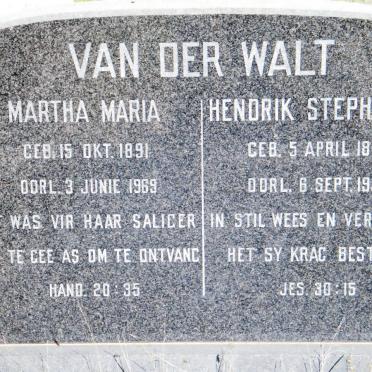 VAN DER WALT
MARTHA MARIA
GEB. 15 OKT. 1891
OORL. 3 JUNIE 1969
WAS VIR HAAR SALIGER
TE GEE AS OM TE ONTVANG
HAND. 20:35
HENDRIK STEPH
GEB. 5 APRIL 18
OORL. 6 SEPT. 19
IN STIL WEES EN VER
HET SY KRAG BEST
JES. 30:15